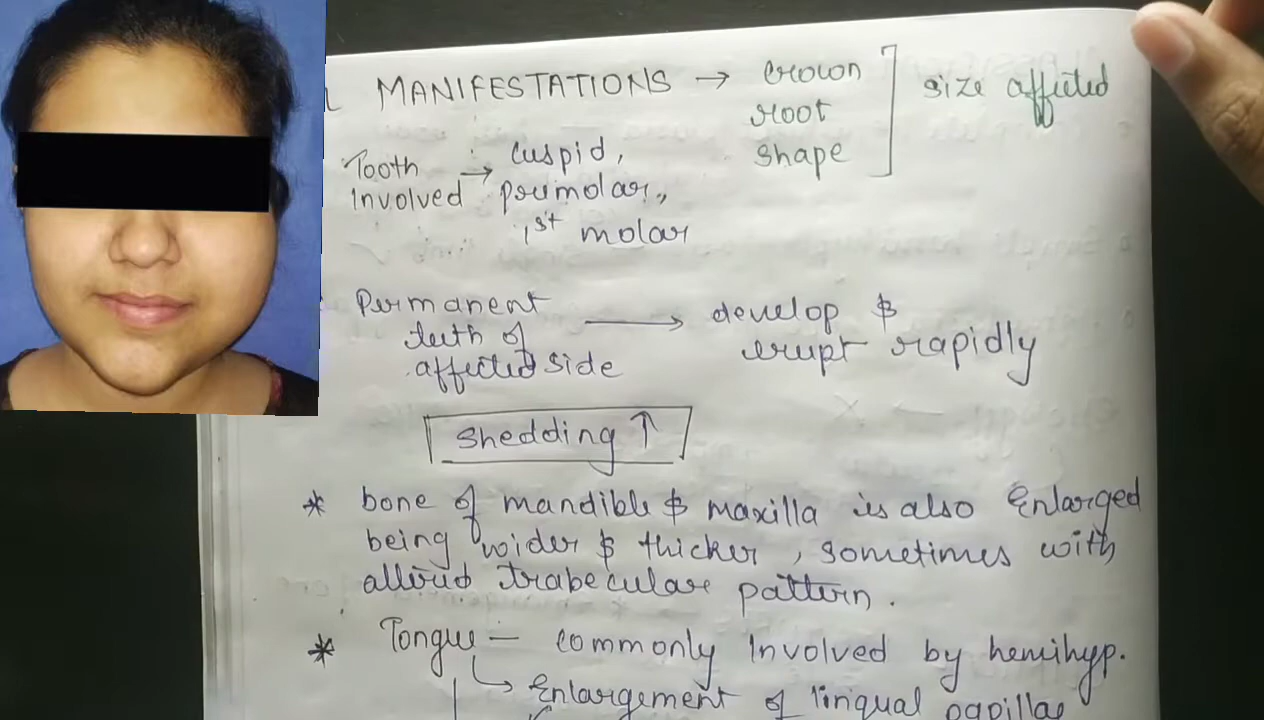 L MANIFESTATIONS → crown
root
shape
size affected
Tooth Involved → cuspid,
premolar,
1st molar
Permanent
teeth of
affected side
→ develop &
erupt rapidly
Shedding ↑
* bone of mandible & maxilla is also Enlarged
being wider & thicker, sometimes with
altered trabecular pattern.
* Tongue — commonly Involved by hemihyp.
↳ Enlargement of lingual papillae